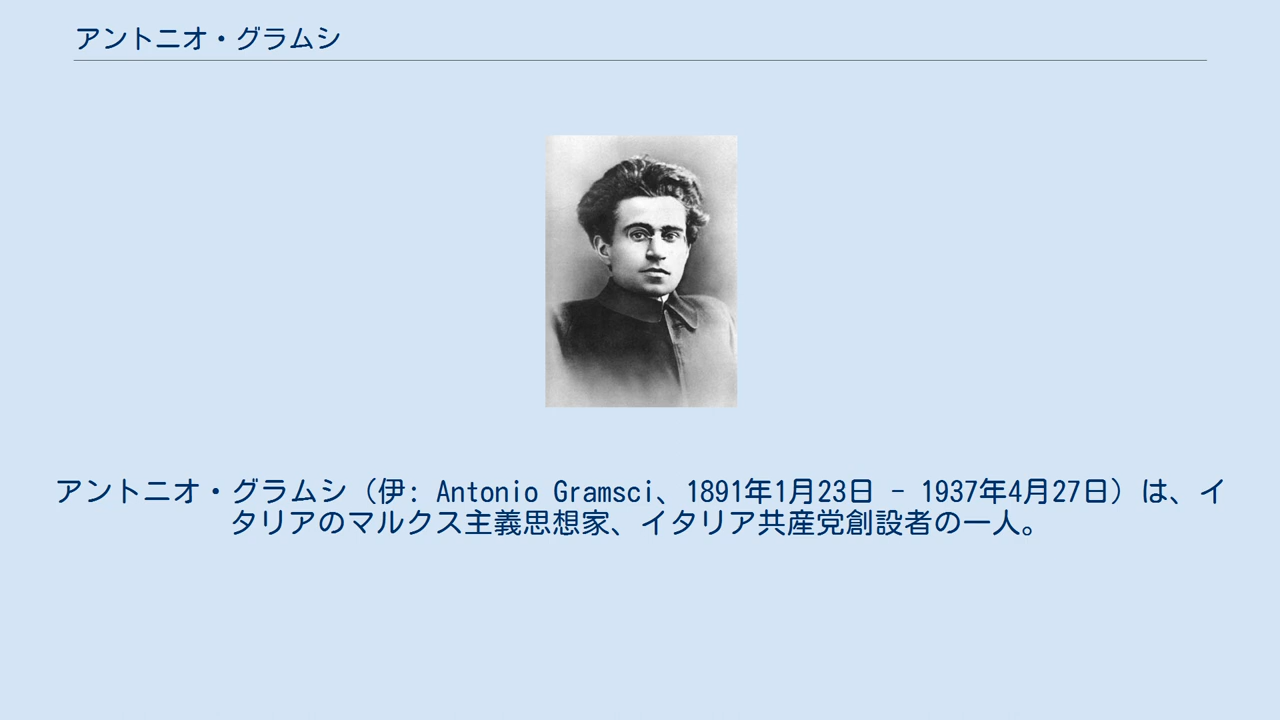 アントニオ・グラムシ
アントニオ・グラムシ（伊: Antonio Gramsci、1891年1月23日 - 1937年4月27日）は、イ
タリアのマルクス主義思想家、イタリア共産党創設者の一人。